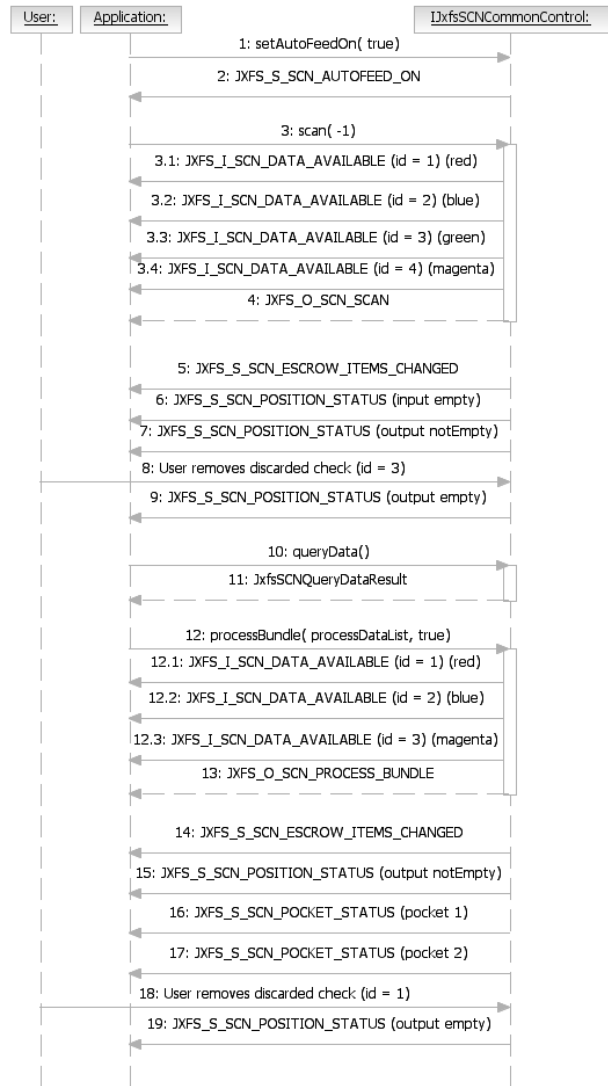 User:
Application:
IJxfsSCNCommonControl:
1: setAutoFeedOn( true)
2: JXFS_S_SCN_AUTOFEED_ON
3: scan( -1)
3.1: JXFS_I_SCN_DATA_AVAILABLE (id = 1) (red)
3.2: JXFS_I_SCN_DATA_AVAILABLE (id = 2) (blue)
3.3: JXFS_I_SCN_DATA_AVAILABLE (id = 3) (green)
3.4: JXFS_I_SCN_DATA_AVAILABLE (id = 4) (magenta)
4: JXFS_O_SCN_SCAN
5: JXFS_S_SCN_ESCROW_ITEMS_CHANGED
6: JXFS_S_SCN_POSITION_STATUS (input empty)
7: JXFS_S_SCN_POSITION_STATUS (output notEmpty)
8: User removes discarded check (id = 3)
9: JXFS_S_SCN_POSITION_STATUS (output empty)
10: queryData()
11: JxfsSCNQueryDataResult
12: processBundle( processDataList, true)
12.1: JXFS_I_SCN_DATA_AVAILABLE (id = 1) (red)
12.2: JXFS_I_SCN_DATA_AVAILABLE (id = 2) (blue)
12.3: JXFS_I_SCN_DATA_AVAILABLE (id = 3) (magenta)
13: JXFS_O_SCN_PROCESS_BUNDLE
14: JXFS_S_SCN_ESCROW_ITEMS_CHANGED
15: JXFS_S_SCN_POSITION_STATUS (output notEmpty)
16: JXFS_S_SCN_POCKET_STATUS (pocket 1)
17: JXFS_S_SCN_POCKET_STATUS (pocket 2)
18: User removes discarded check (id = 1)
19: JXFS_S_SCN_POSITION_STATUS (output empty)